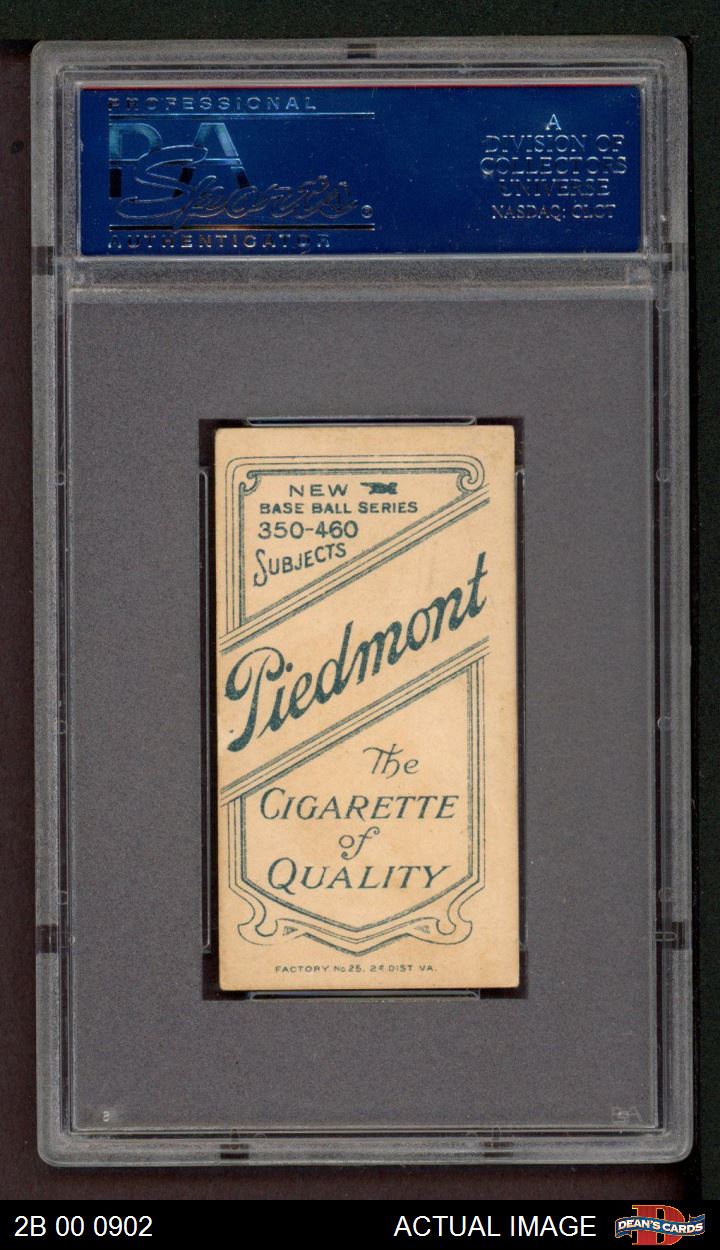 PROFESSIONAL
PSA
Sports®
AUTHENTICATOR
A
DIVISION OF
COLLECTORS
UNIVERSE
NASDAQ: CLCT
NEW
BASE BALL SERIES
350-460
SUBJECTS
Piedmont
The
CIGARETTE
of
QUALITY
FACTORY No 25. 2d DIST VA.
PSA
2B 00 0902
ACTUAL IMAGE
DEAN'S CARDS